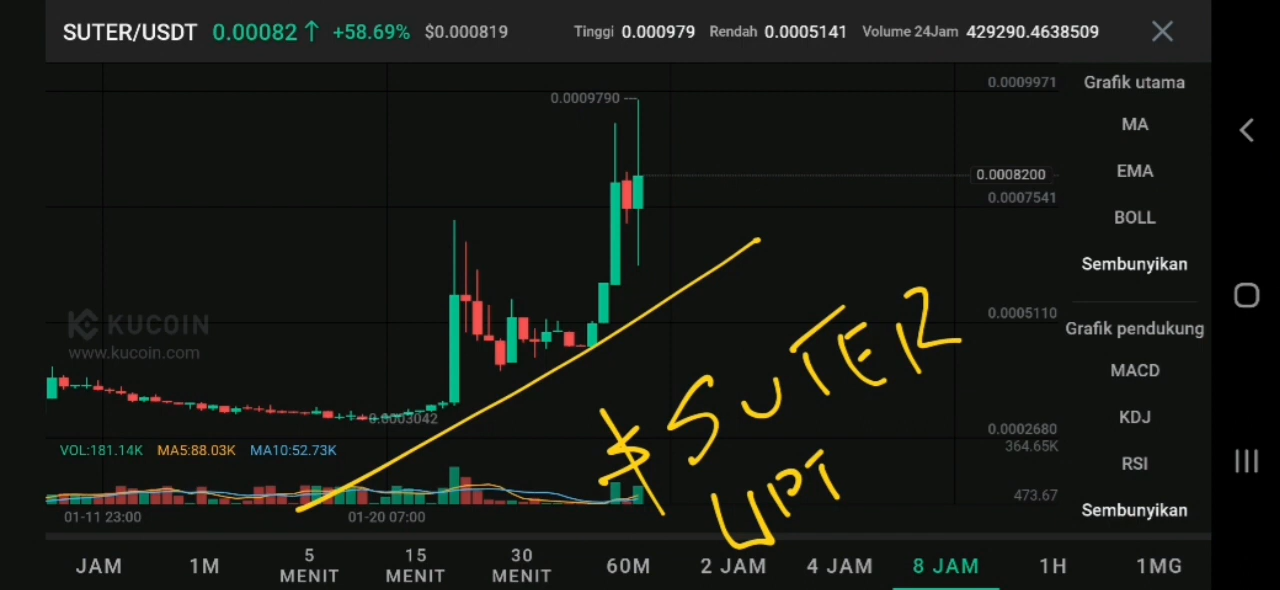 SUTER/USDT 0.00082↑ +58.69% $0.000819 Tinggi 0.000979 Rendah 0.0005141 Volume 24Jam 429290.4638509
0.0009971 Grafik utama
0.0009790
MA
0.0008200 EMA
0.0007541
BOLL
Sembunyikan
KUCOIN
www.kucoin.com
0.0005110
Grafik pendukung
MACD
0.0003042
KDJ
0.0002680
VOL:181.14K MA5:88.03K MA10:52.73K
364.65K
RSI
473.67
Sembunyikan
01-11 23:00 01-20 07:00
$SUTER
UPT
JAM 1M 5 MENIT 15 MENIT 30 MENIT 60M 2 JAM 4 JAM 8 JAM 1H 1MG